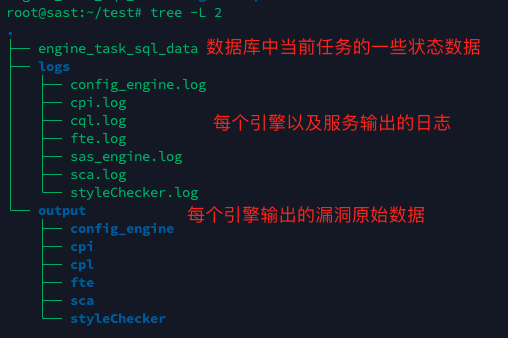 root@sast:~/test# tree -L 2
.
├── engine_task_sql_data 数据库中当前任务的一些状态数据
├── logs
│   ├── config_engine.log
│   ├── cpi.log
│   ├── cql.log 每个引擎以及服务输出的日志
│   ├── fte.log
│   ├── sas_engine.log
│   ├── sca.log
│   └── styleChecker.log
└── output 每个引擎输出的漏洞原始数据
    ├── config_engine
    ├── cpi
    ├── cpl
    ├── fte
    ├── sca
    └── styleChecker